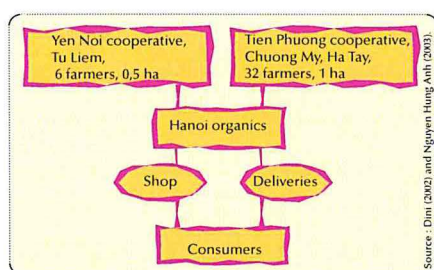 Yen Noi cooperative,
Tu Liem,
6 farmers, 0,5 ha
Tien Phuong cooperative,
Chuong My, Ha Tay,
32 farmers, 1 ha
Hanoi organics
Shop
Deliveries
Consumers
Source : Dini (2002) and Nguyen Hung Anh (2003).